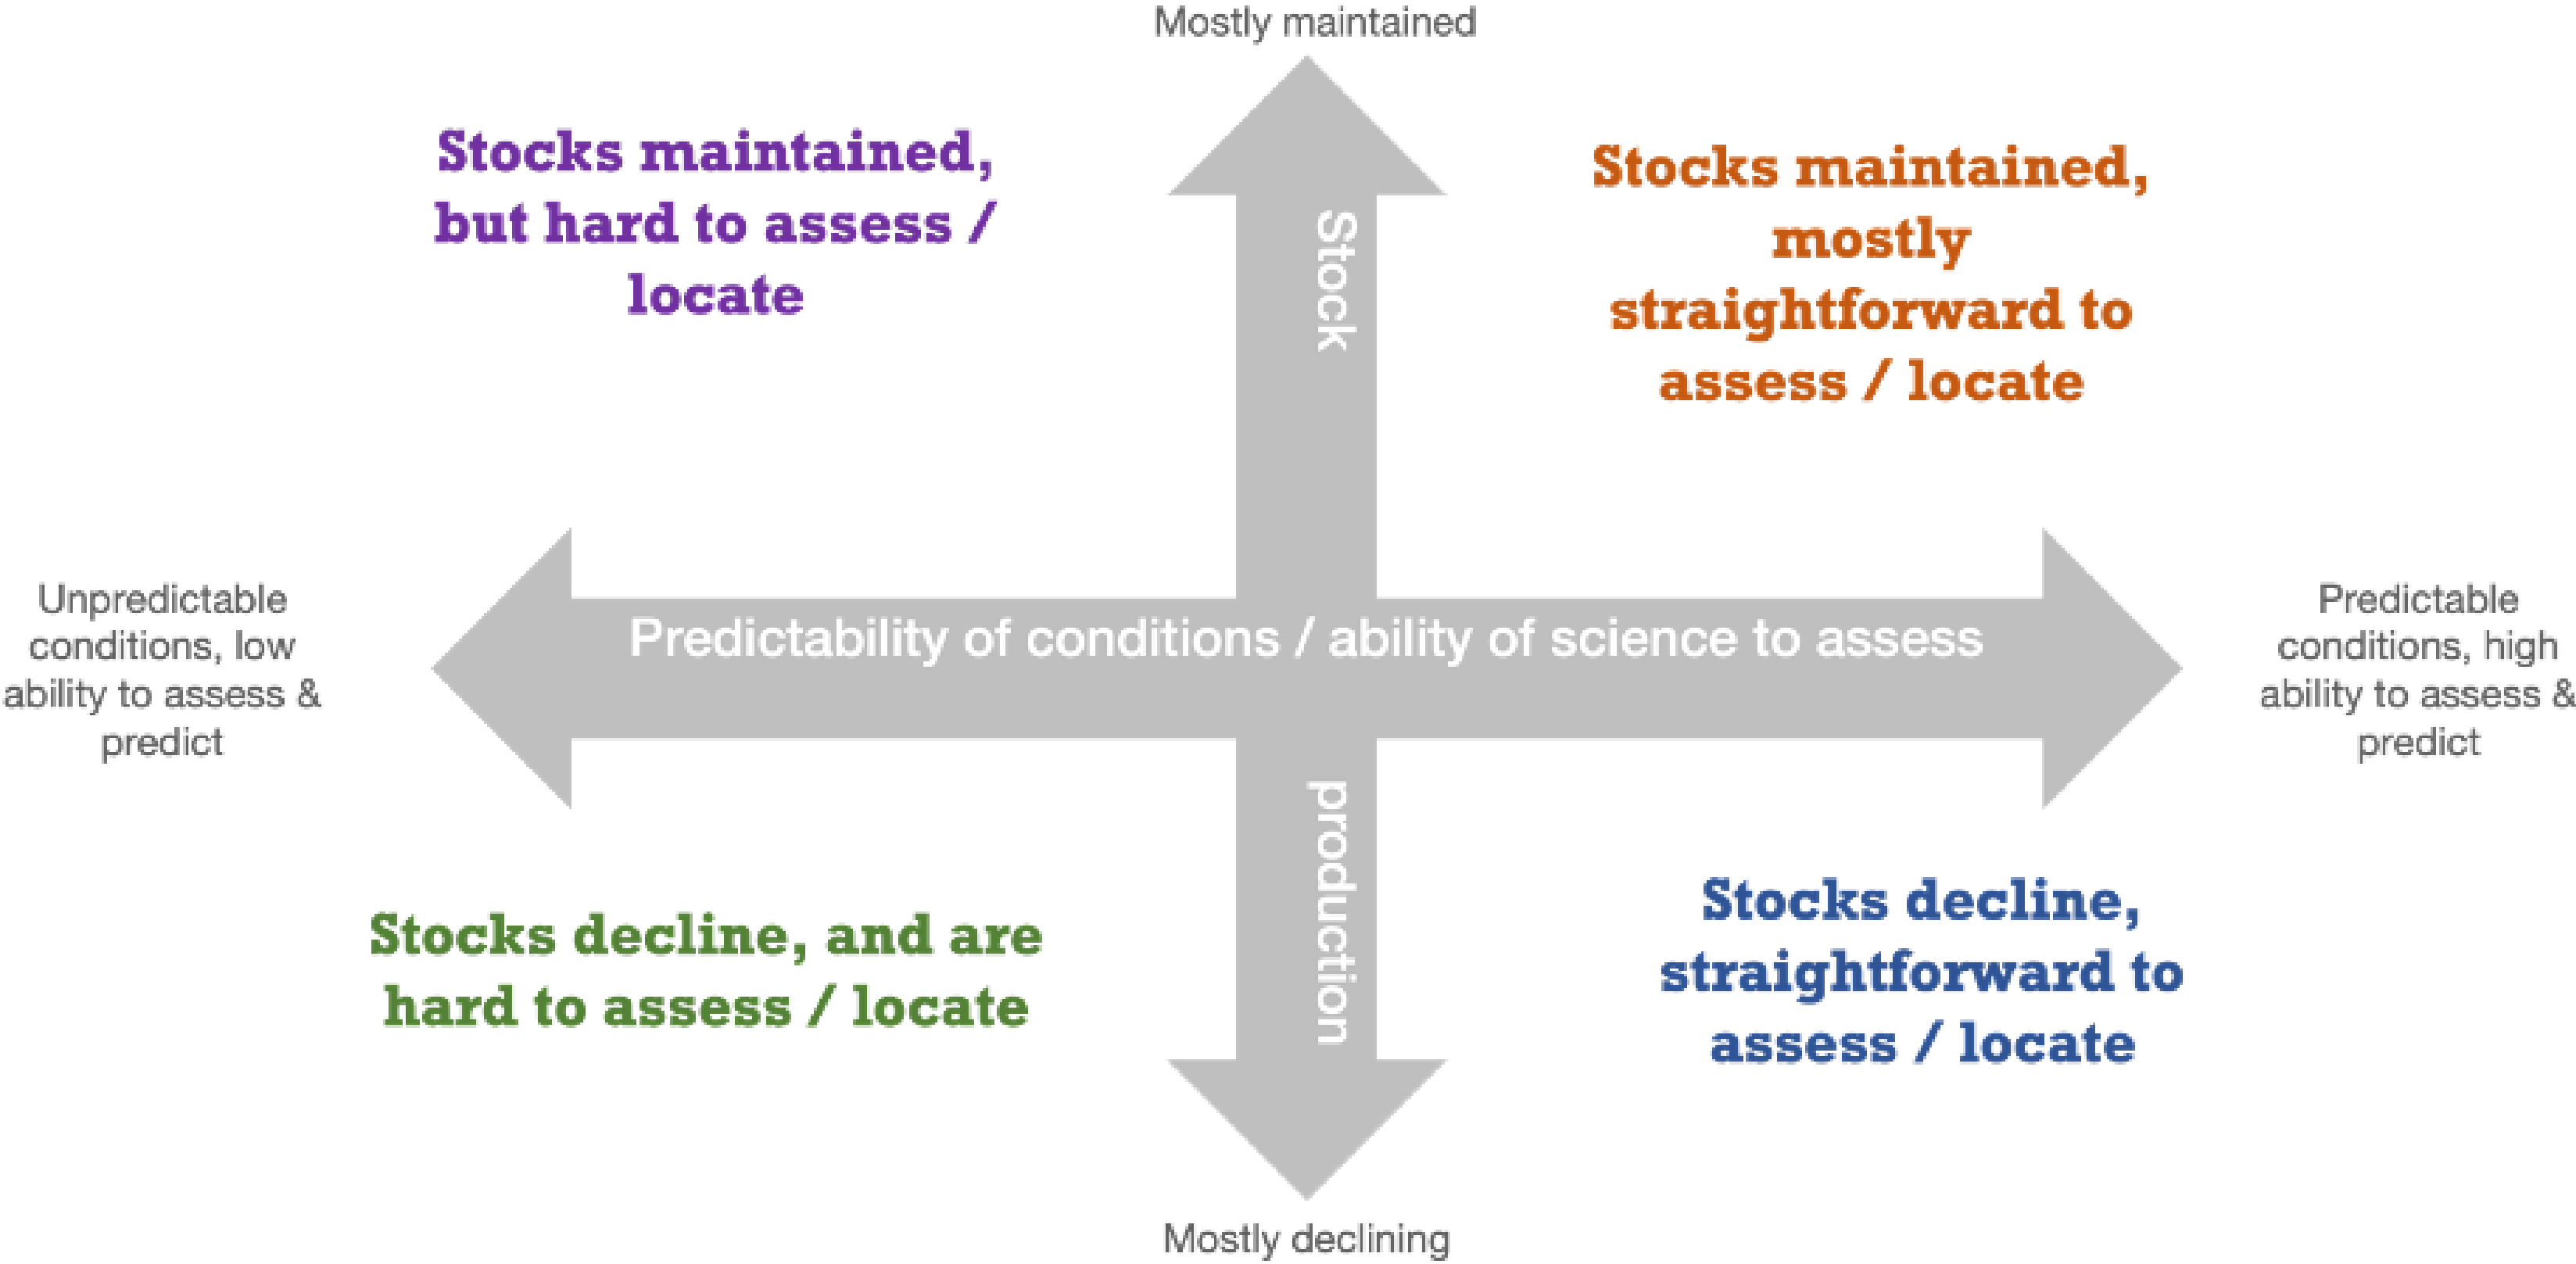 Mostly maintained
Stocks maintained,
but hard to assess /
locate
Stocks maintained,
mostly
straightforward to
assess / locate
Stock
Unpredictable
conditions, low
ability to assess &
predict
Predictability of conditions / ability of science to assess
Predictable
conditions, high
ability to assess &
predict
production
Stocks decline, and are
hard to assess / locate
Stocks decline,
straightforward to
assess / locate
Mostly declining